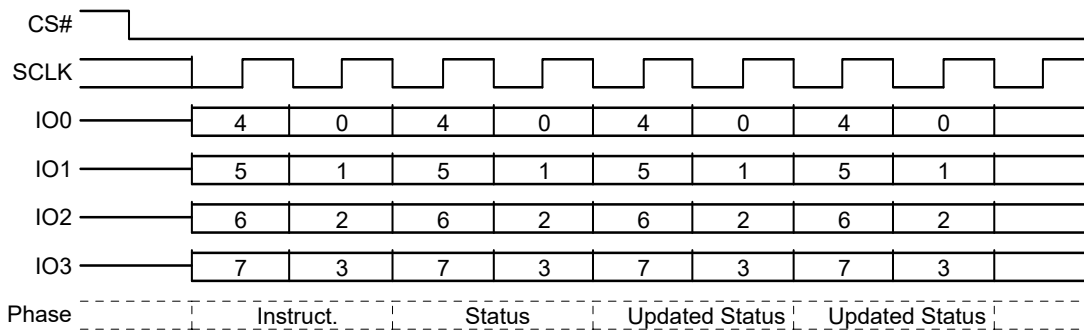 CS#
SCLK
IO0 4 0 4 0 4 0 4 0
IO1 5 1 5 1 5 1 5 1
IO2 6 2 6 2 6 2 6 2
IO3 7 3 7 3 7 3 7 3
Phase Instruct. Status Updated Status Updated Status